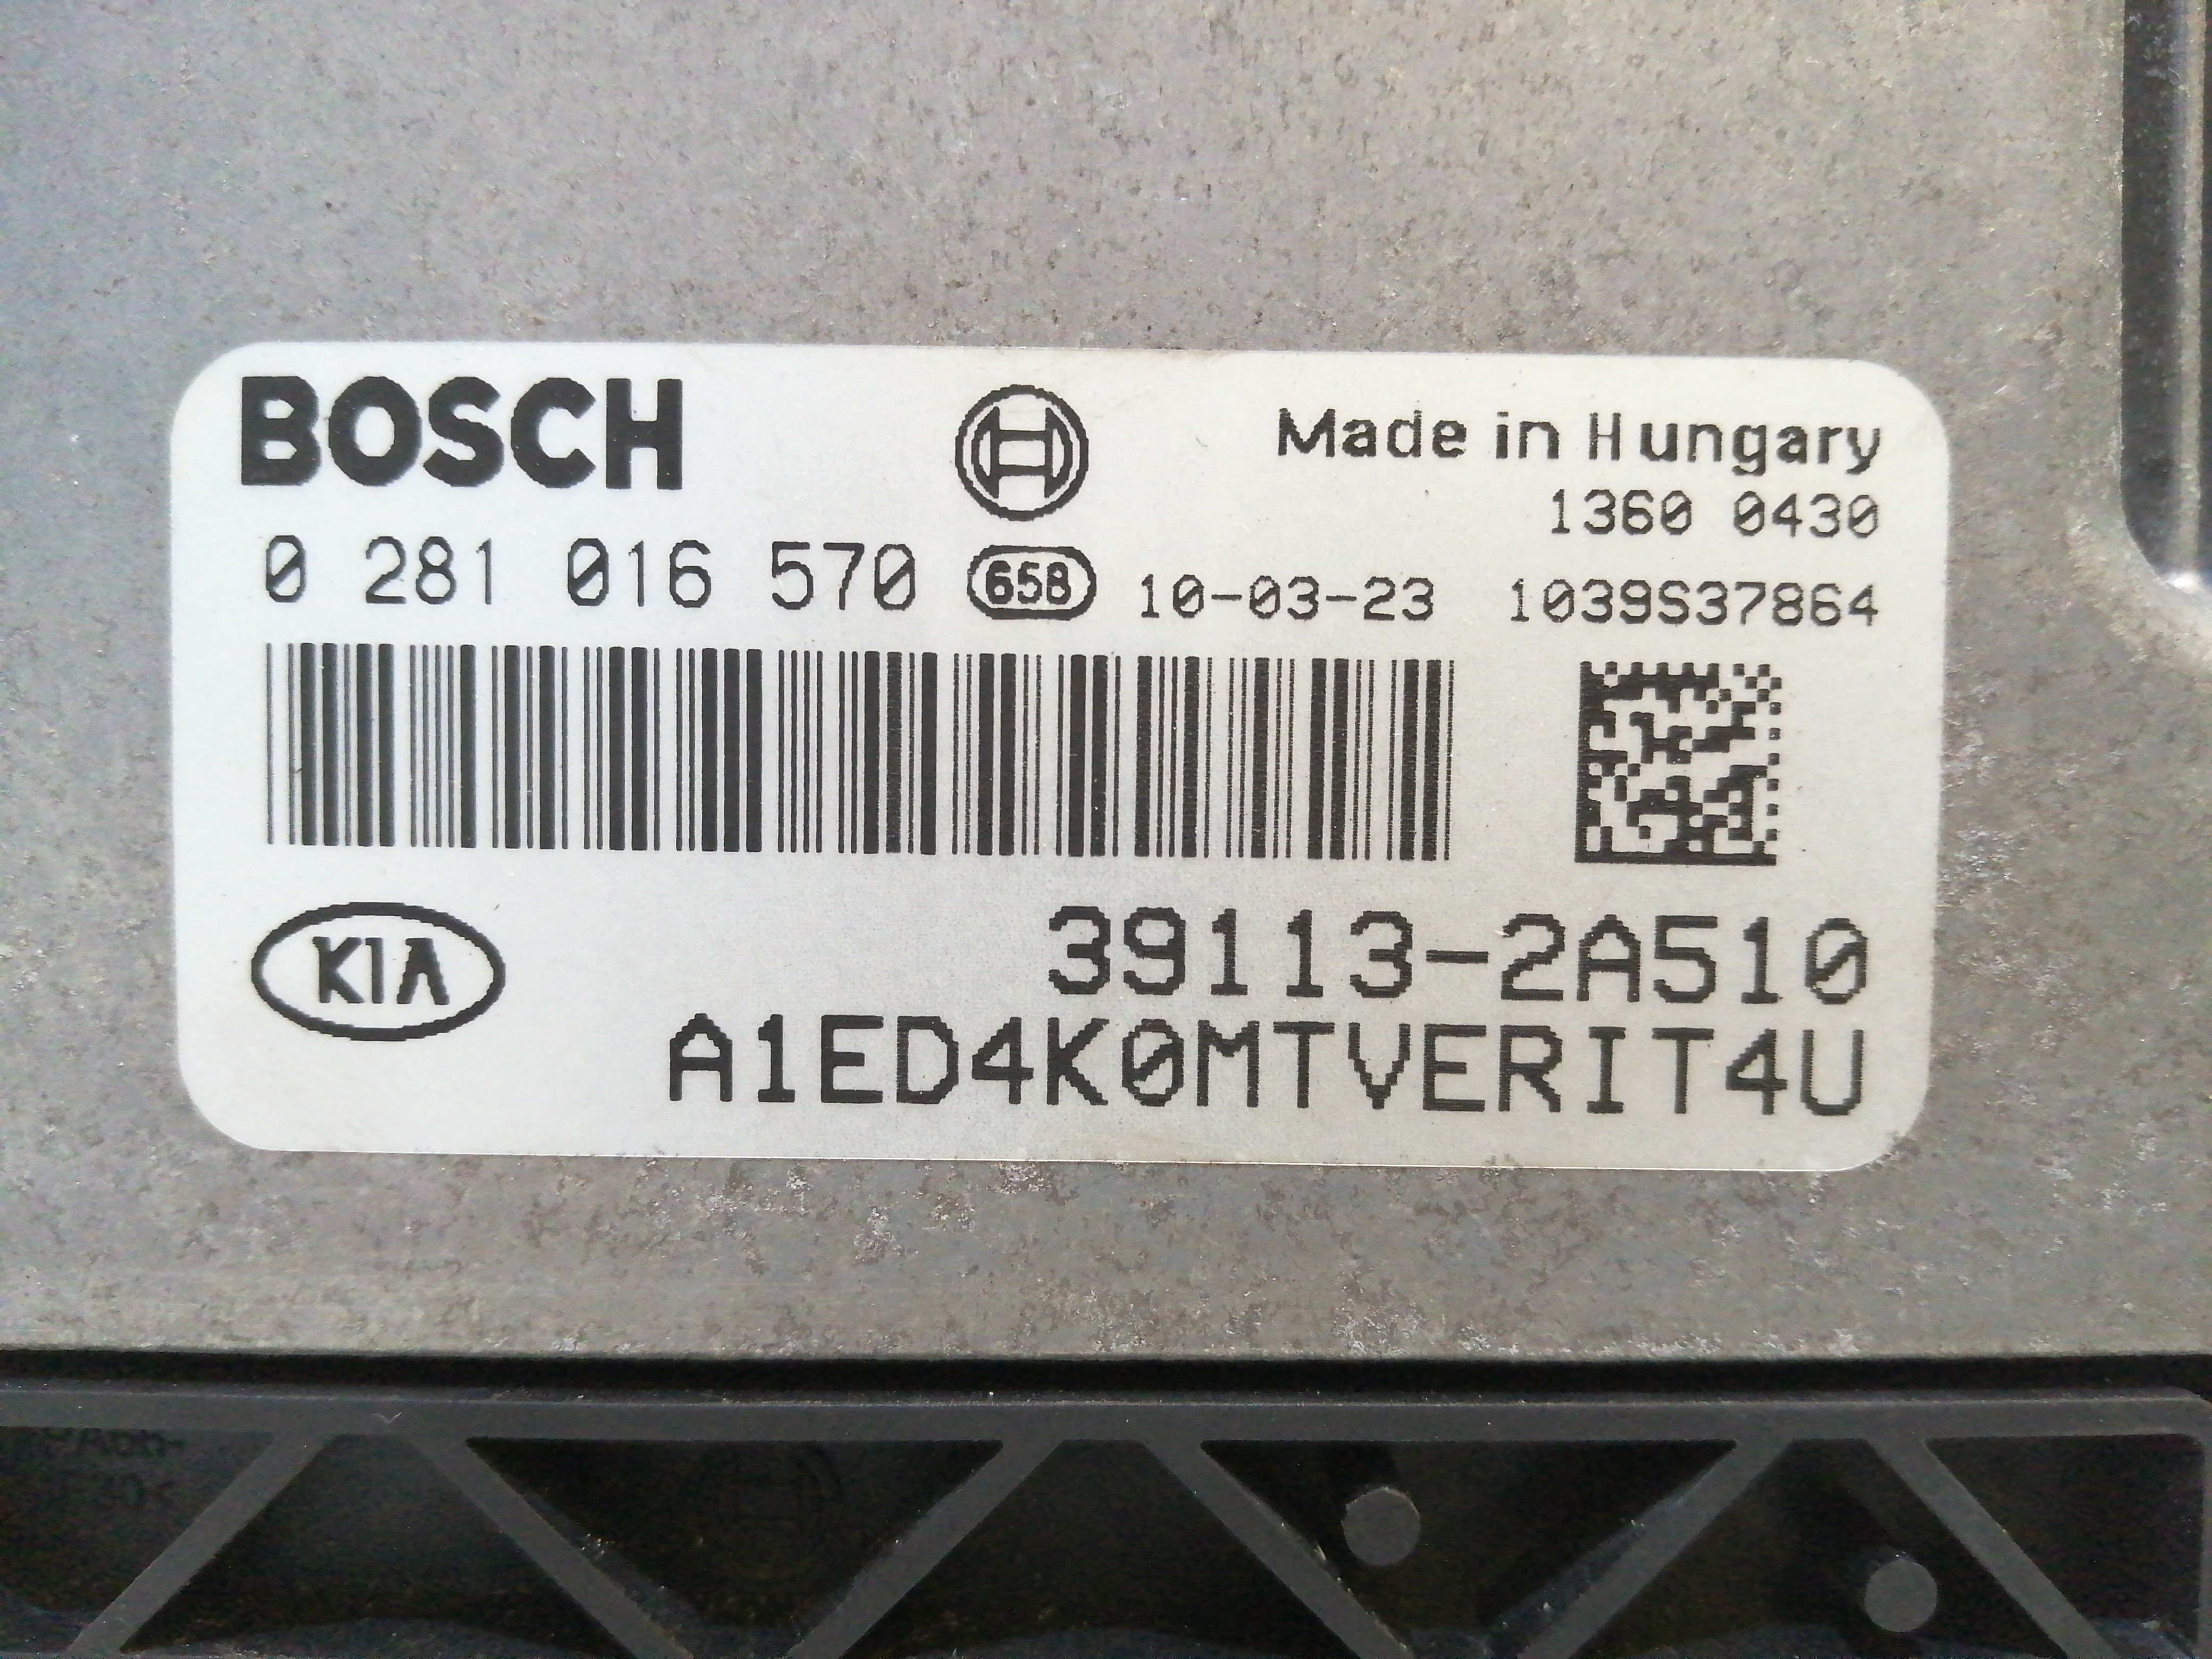 BOSCH
Made in Hungary
1360 0430
0 281 016 570 658 10-03-23 1039S37864
KIA
39113-2A510
A1ED4K0MTVERIT4U